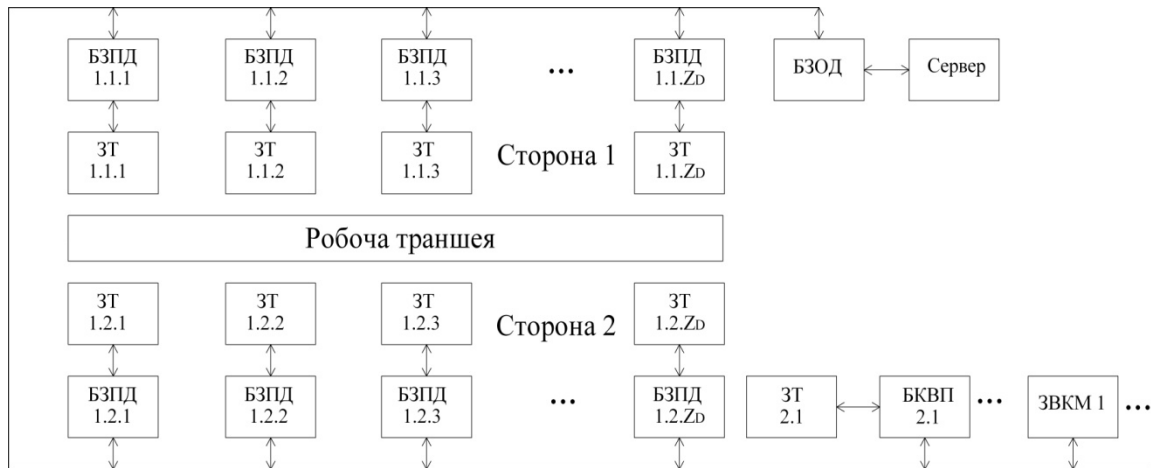 БЗПД
1.1.1
БЗПД
1.1.2
БЗПД
1.1.3
...
БЗПД
1.1.ZD
БЗОД
Сервер
ЗТ
1.1.1
ЗТ
1.1.2
ЗТ
1.1.3
Сторона 1
ЗТ
1.1.ZD
Робоча траншея
ЗТ
1.2.1
ЗТ
1.2.2
ЗТ
1.2.3
Сторона 2
ЗТ
1.2.ZD
БЗПД
1.2.1
БЗПД
1.2.2
БЗПД
1.2.3
...
БЗПД
1.2.ZD
ЗТ
2.1
БКВП
2.1
...
ЗВКМ 1
...